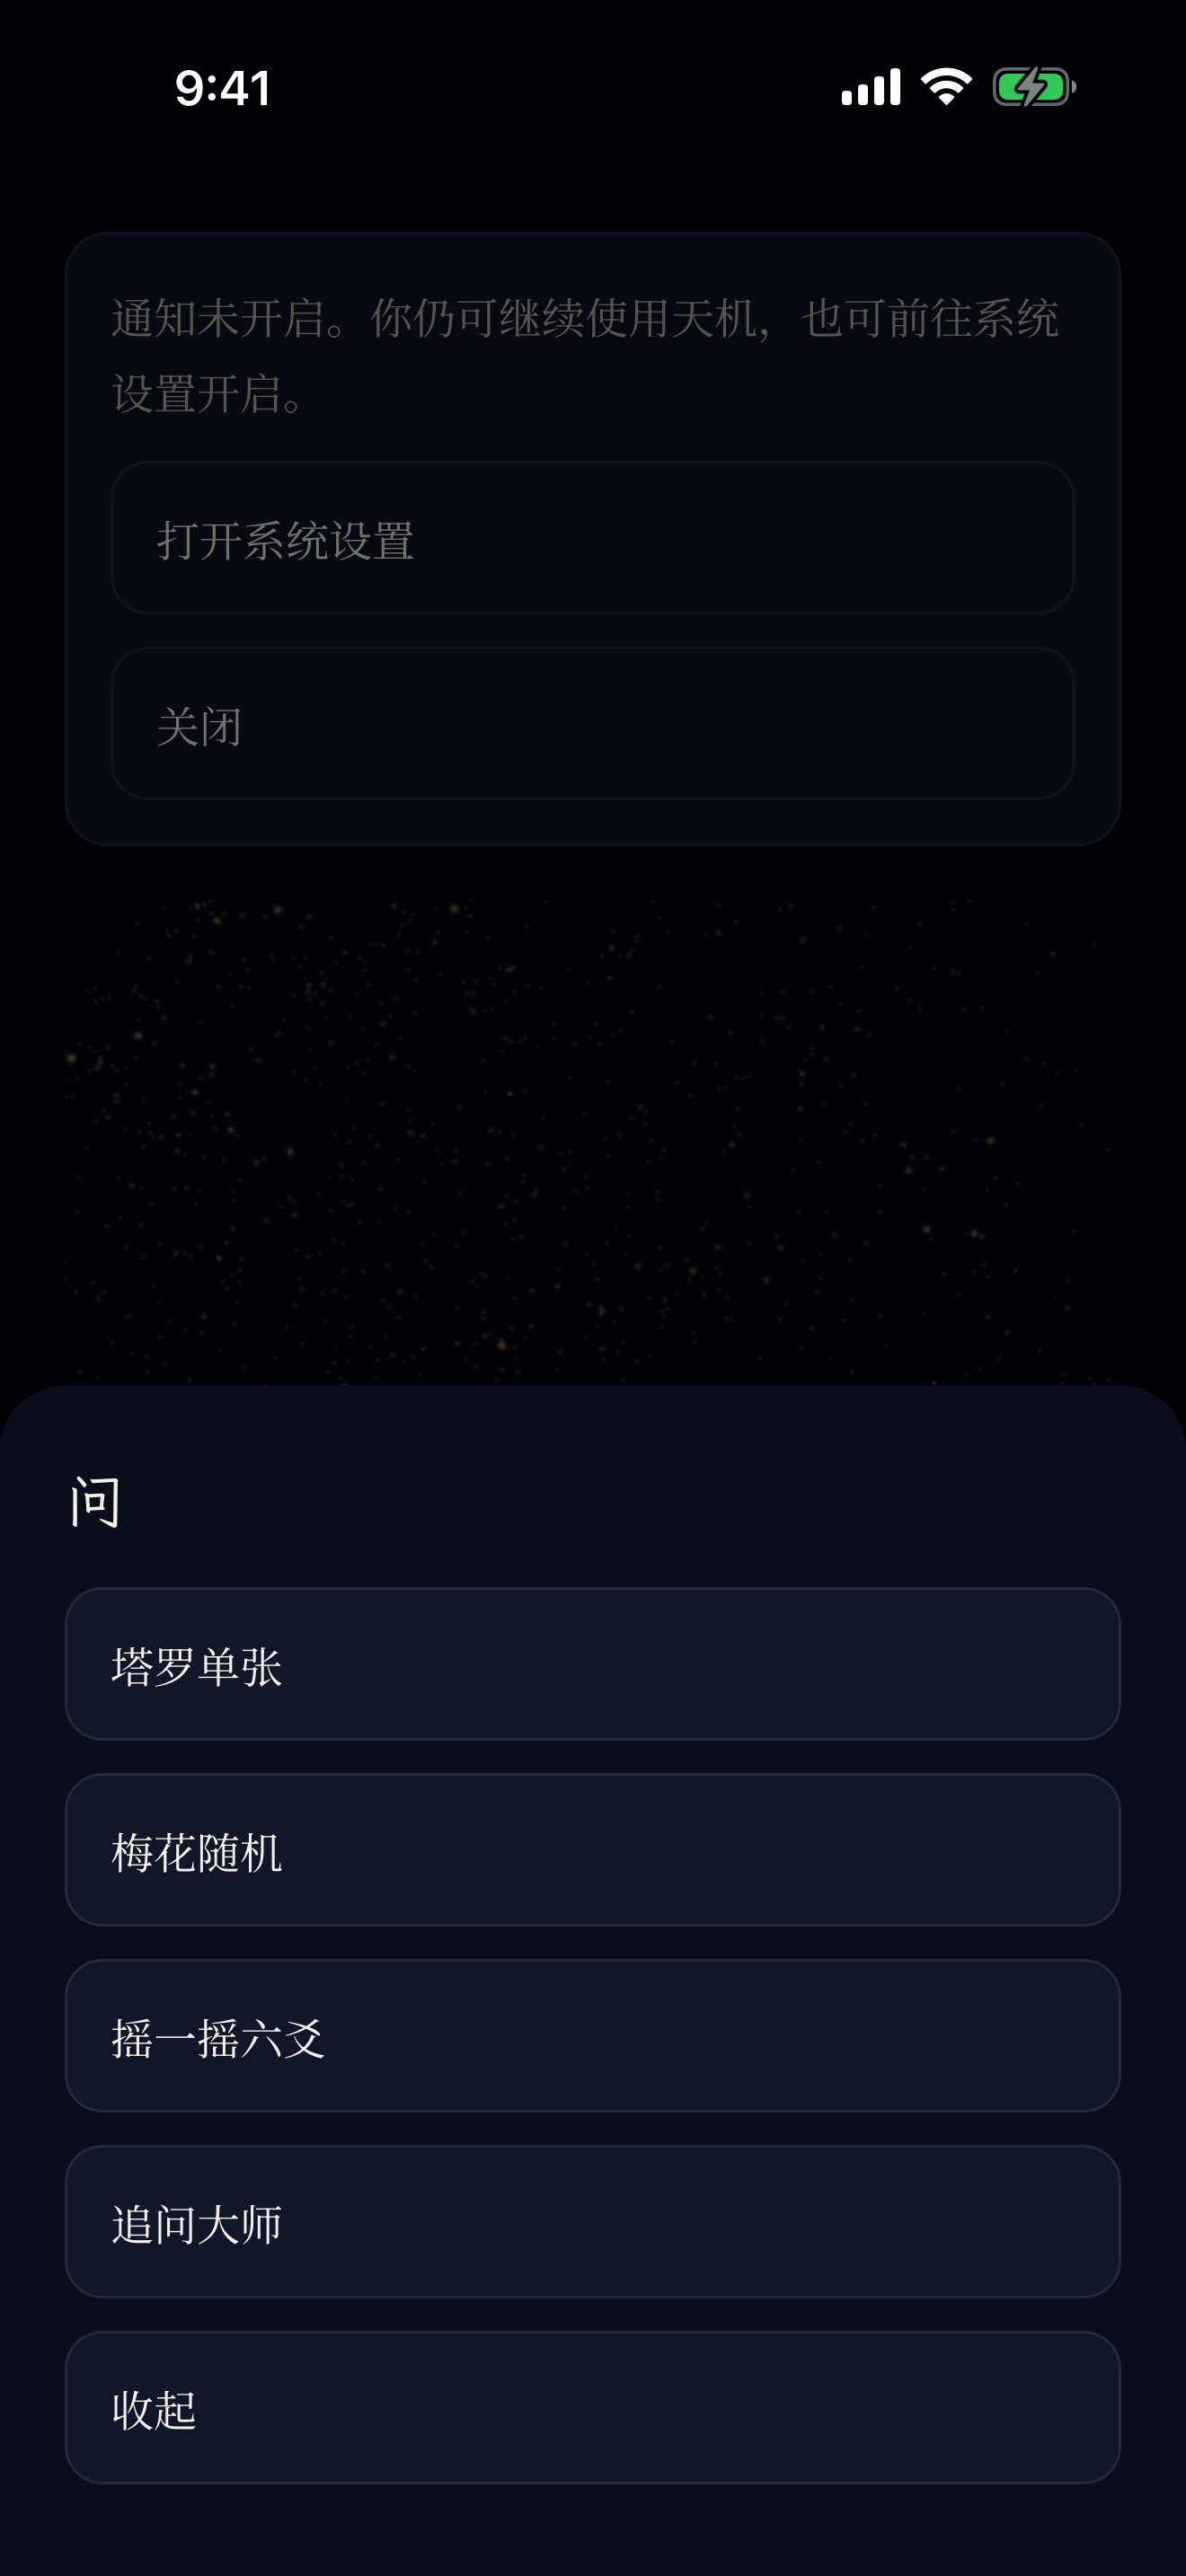 9:41
通知未开启。你仍可继续使用天机，也可前往系统
设置开启。
打开系统设置
关闭
问
塔罗单张
梅花随机
摇一摇六爻
追问大师
收起